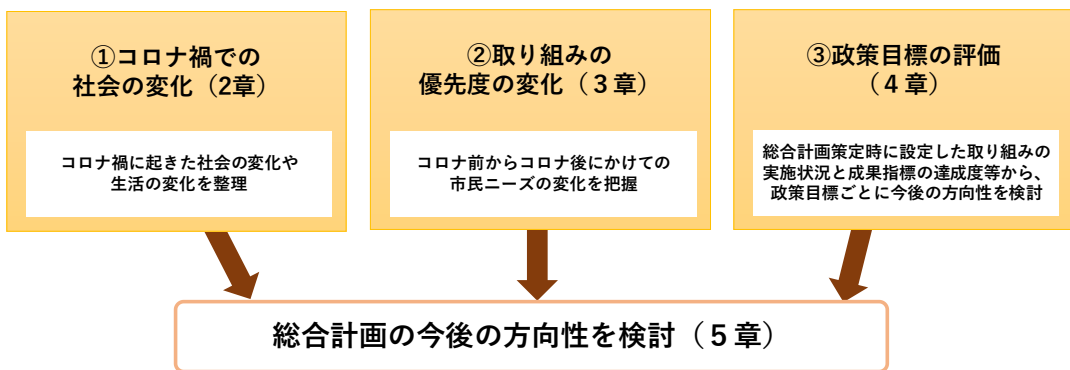 ①コロナ禍での
社会の変化（2章）
コロナ禍に起きた社会の変化や
生活の変化を整理
②取り組みの
優先度の変化（３章）
コロナ前からコロナ後にかけての
市民ニーズの変化を把握
③政策目標の評価
（４章）
総合計画策定時に設定した取り組みの
実施状況と成果指標の達成度等から、
政策目標ごとに今後の方向性を検討
総合計画の今後の方向性を検討（５章）